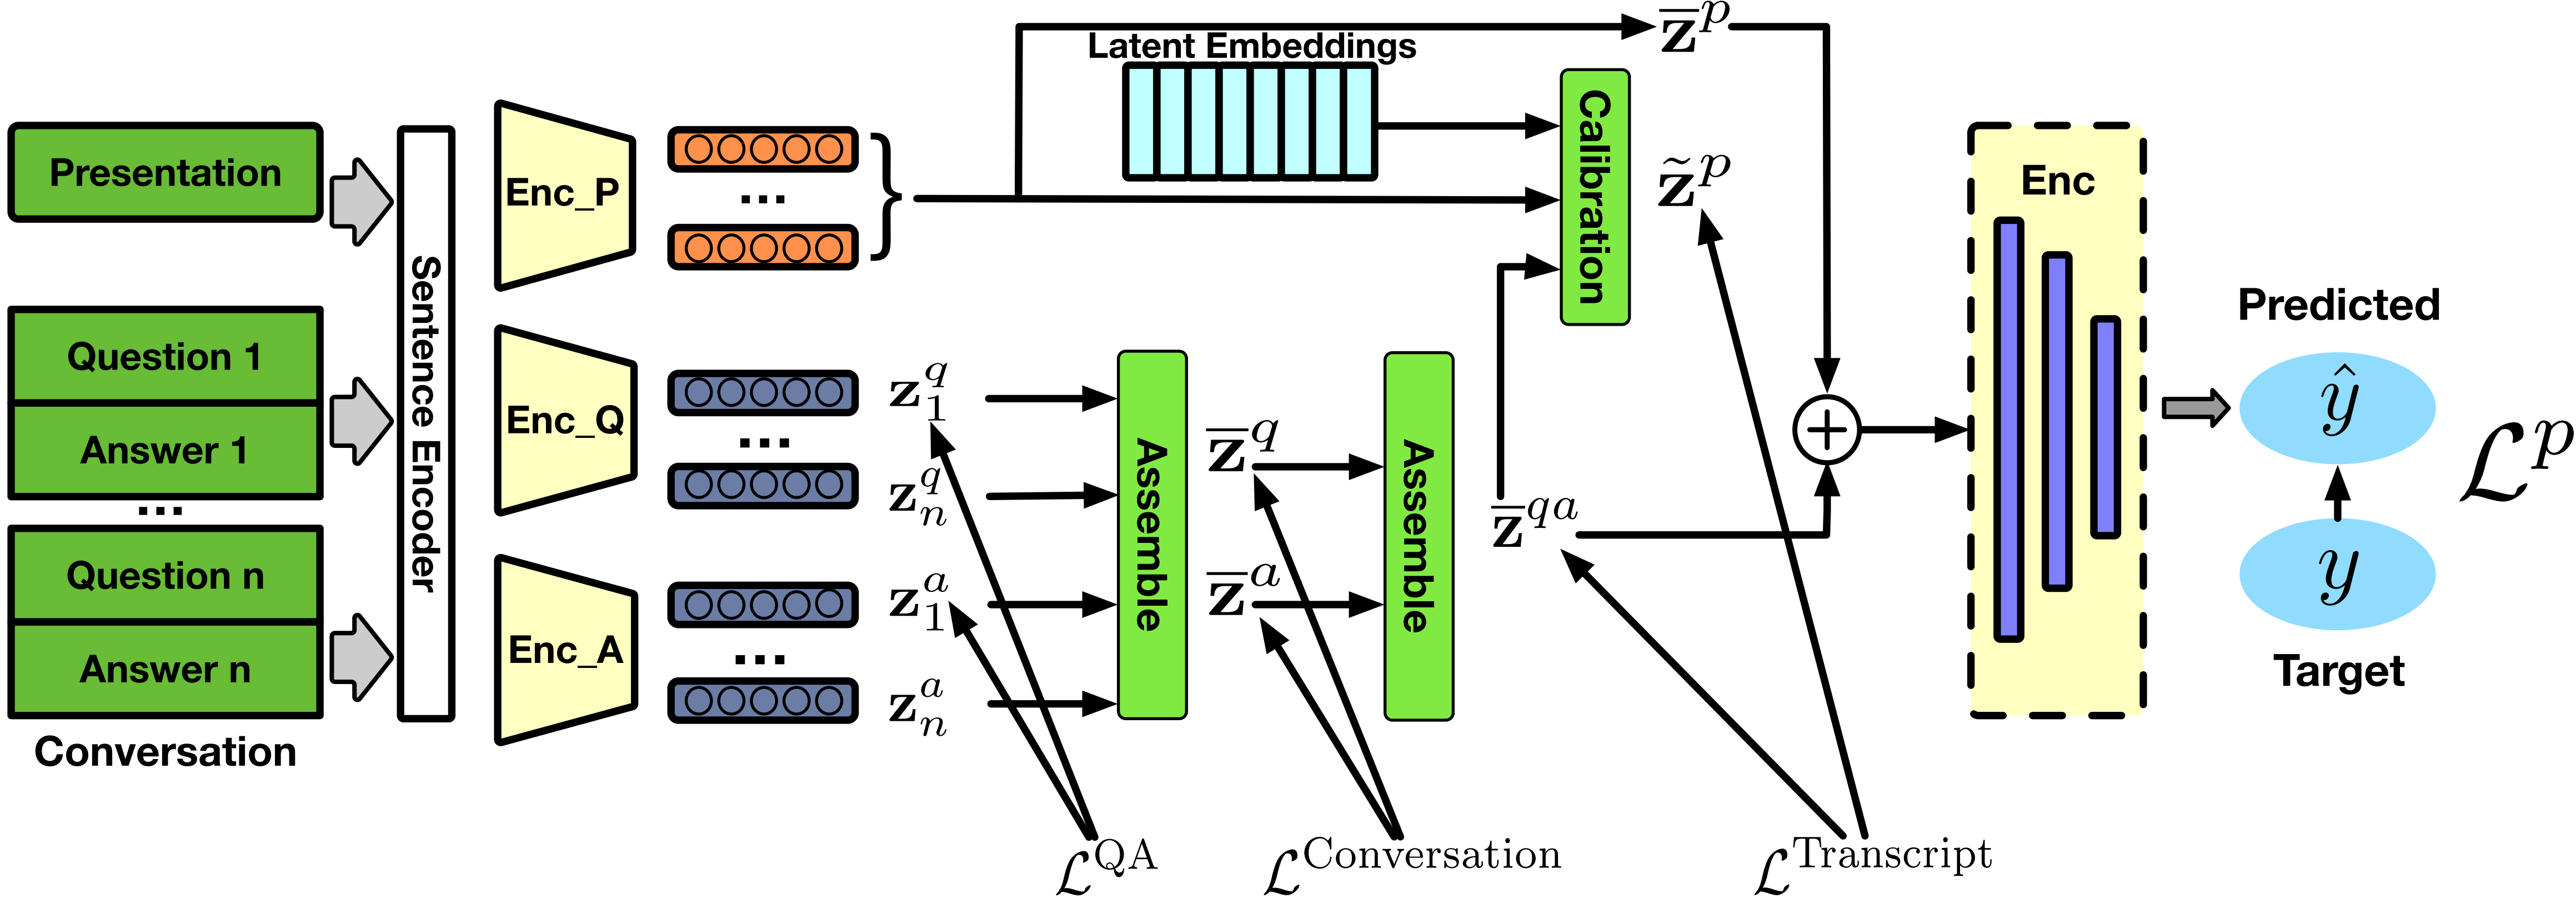 Presentation
Question 1
Answer 1
...
Question n
Answer n
Conversation
Sentence Encoder
Enc_P
...
Enc_Q
...
Enc_A
...
Latent Embeddings
z_1^q
z_n^q
z_1^a
z_n^a
Assemble
z̅^q
z̅^a
Assemble
z̅^{qa}
Calibration
z̅^p
z̃^p
+
Enc
Predicted
ŷ
y
Target
ℒ^p
ℒ^QA
ℒ^Conversation
ℒ^Transcript